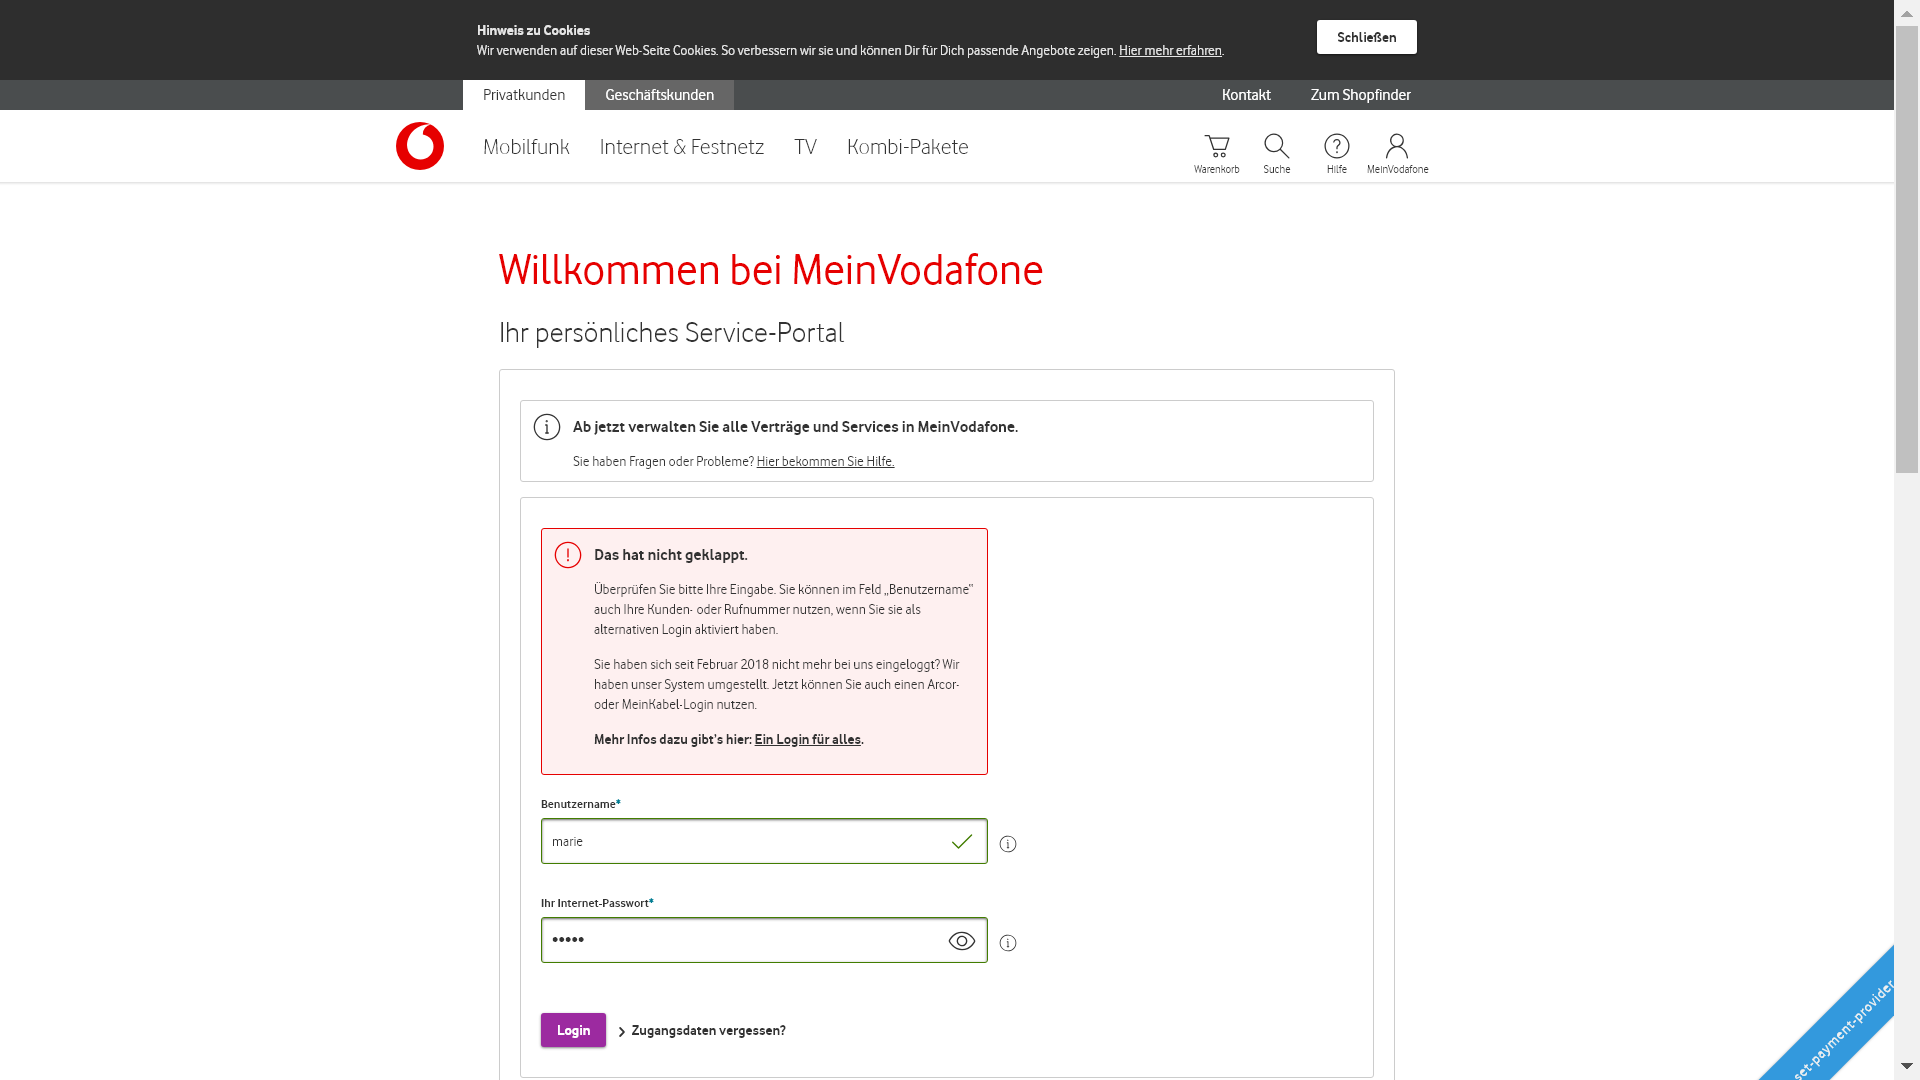 Hinweis zu Cookies
Wir verwenden auf dieser Web-Seite Cookies. So verbessern wir sie und können Dir für Dich passende Angebote zeigen. Hier mehr erfahren.
Schließen
Privatkunden
Geschäftskunden
Kontakt
Zum Shopfinder
Mobilfunk
Internet & Festnetz
TV
Kombi-Pakete
Warenkorb
Suche
Hilfe
MeinVodafone
Willkommen bei MeinVodafone
Ihr persönliches Service-Portal
Ab jetzt verwalten Sie alle Verträge und Services in MeinVodafone.
Sie haben Fragen oder Probleme? Hier bekommen Sie Hilfe.
Das hat nicht geklappt.
Überprüfen Sie bitte Ihre Eingabe. Sie können im Feld „Benutzername"
auch Ihre Kunden- oder Rufnummer nutzen, wenn Sie sie als
alternativen Login aktiviert haben.
Sie haben sich seit Februar 2018 nicht mehr bei uns eingeloggt? Wir
haben unser System umgestellt. Jetzt können Sie auch einen Arcor-
oder MeinKabel-Login nutzen.
Mehr Infos dazu gibt's hier: Ein Login für alles.
Benutzername*
marie
Ihr Internet-Passwort*
•••••
Login
Zugangsdaten vergessen?
set-payment-provider